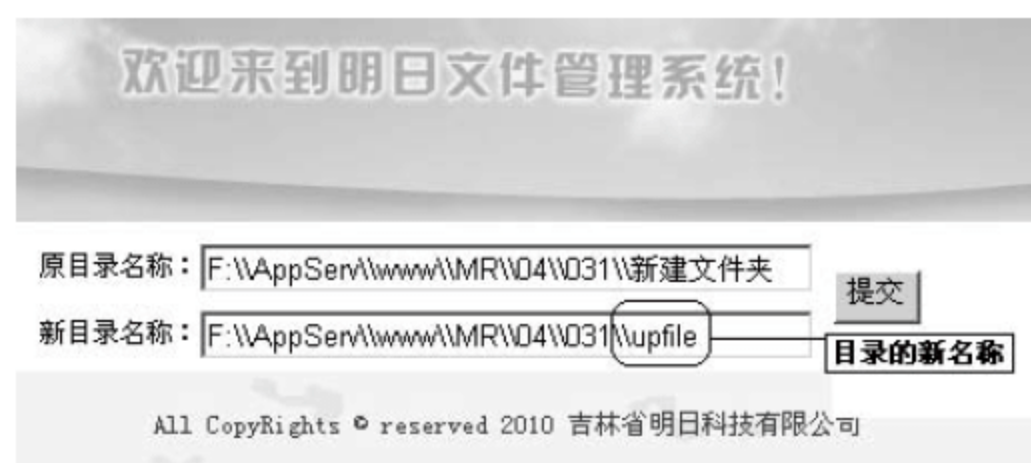 欢迎来到明日文件管理系统!
原目录名称：F:\\AppServ\\www\\MR\\04\\031\\新建文件夹
提交
新目录名称：F:\\AppServ\\www\\MR\\04\\031\\upfile
目录的新名称
All CopyRights © reserved 2010 吉林省明日科技有限公司